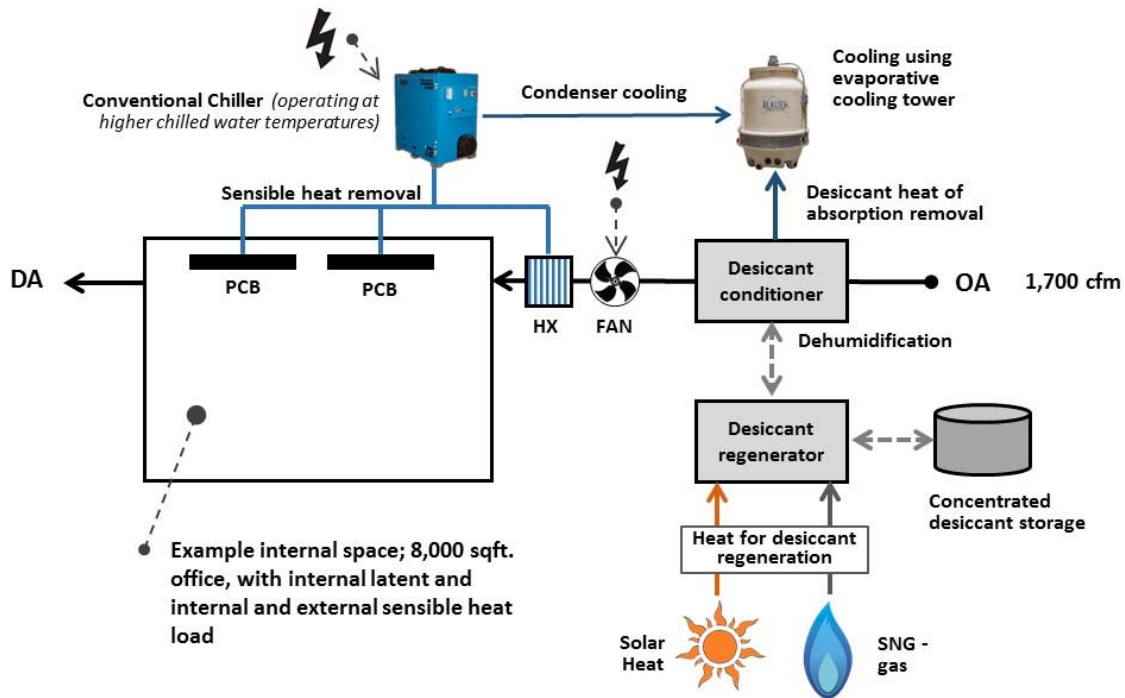 Conventional Chiller (operating at
higher chilled water temperatures)
Condenser cooling
Cooling using
evaporative
cooling tower
Sensible heat removal
Desiccant heat of
absorption removal
DA
PCB
PCB
HX
FAN
Desiccant
conditioner
OA
1,700 cfm
Dehumidification
Desiccant
regenerator
Concentrated
desiccant storage
Heat for desiccant
regeneration
Example internal space; 8,000 sqft.
office, with internal latent and
internal and external sensible heat
load
Solar
Heat
SNG -
gas